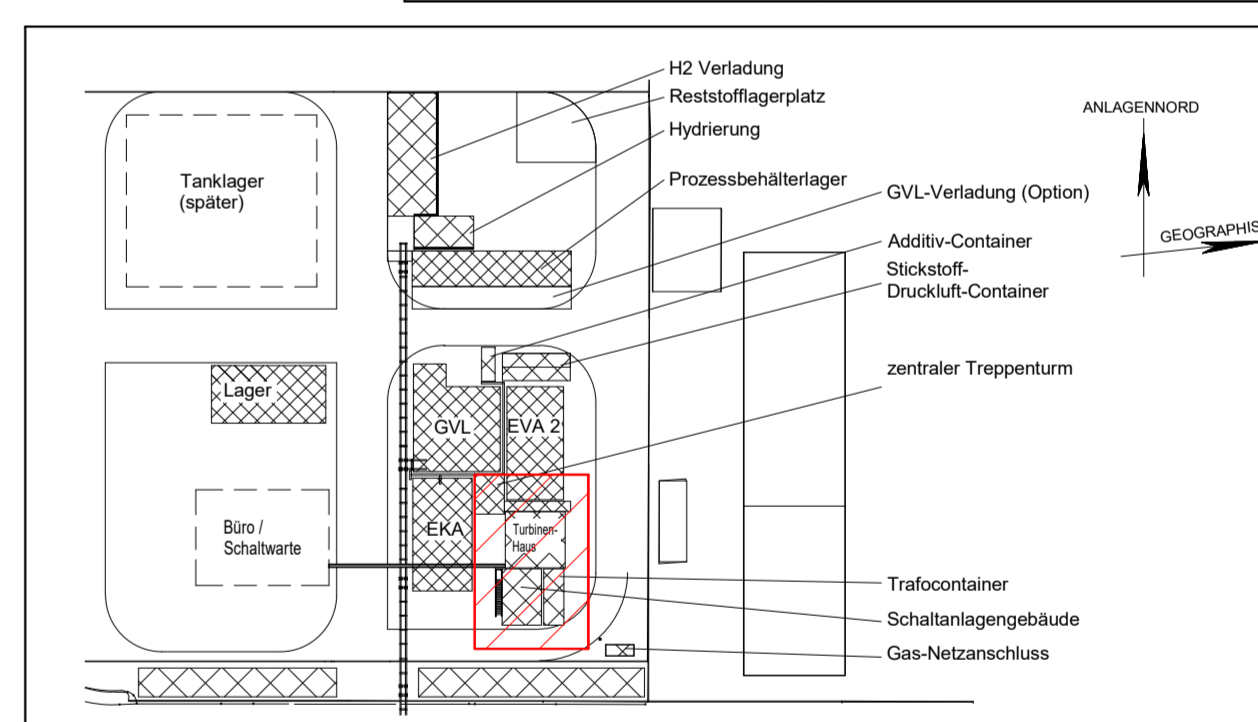 H2 Verladung
Reststofflagerplatz
Hydrierung
Prozessbehälterlager
ANLAGENNORD
GEOGRAPHIS
GVL-Verladung (Option)
Additiv-Container
Stickstoff-
Druckluft-Container
zentraler Treppenturm
Tanklager
(später)
Lager
GVL
EVA 2
EKA
Turbinen-
Haus
Büro /
Schaltwarte
Trafocontainer
Schaltanlagengebäude
Gas-Netzanschluss